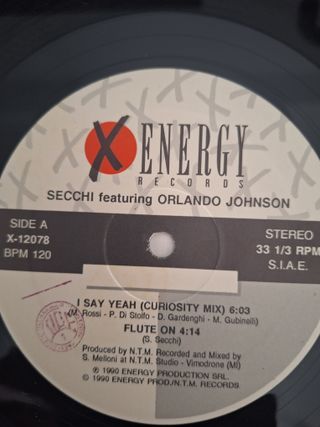 X ENERGY
RECORDS
SECCHI featuring ORLANDO JOHNSON
SIDE A
X-12078
BPM 120
STEREO
33 1/3 RPM
S.I.A.E.
I SAY YEAH (CURIOSITY MIX) 6:03
(M. Rossi - P. Di Stolfo - D. Gardenghi - M. Gubinelli)
FLUTE ON 4:14
(S. Secchi)
Produced by N.T.M. Recorded and Mixed by
S. Melloni at N.T.M. Studio - Vimodrone (MI)
℗ 1990 ENERGY PRODUCTION SRL.
© 1990 ENERGY PROD./N.T.M. RECORDS.